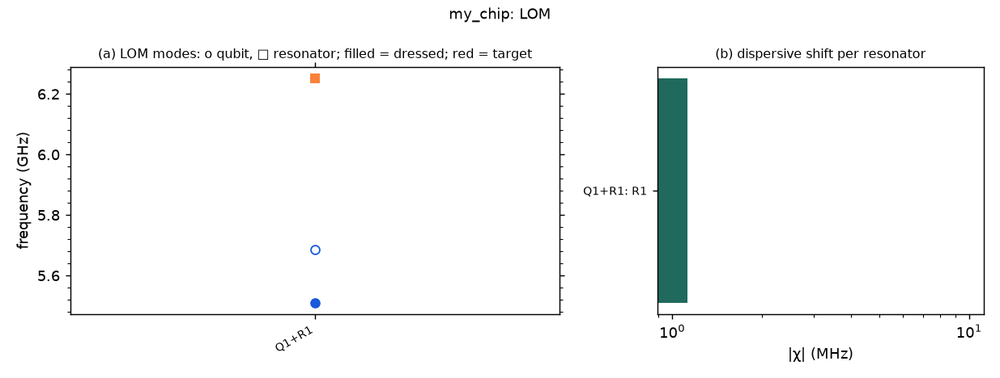 my_chip: LOM
(a) LOM modes: o qubit, □ resonator; filled = dressed; red = target
(b) dispersive shift per resonator
frequency (GHz)
6.2
6.0
5.8
5.6
Q1+R1
Q1+R1: R1
10⁰
10¹
|χ| (MHz)